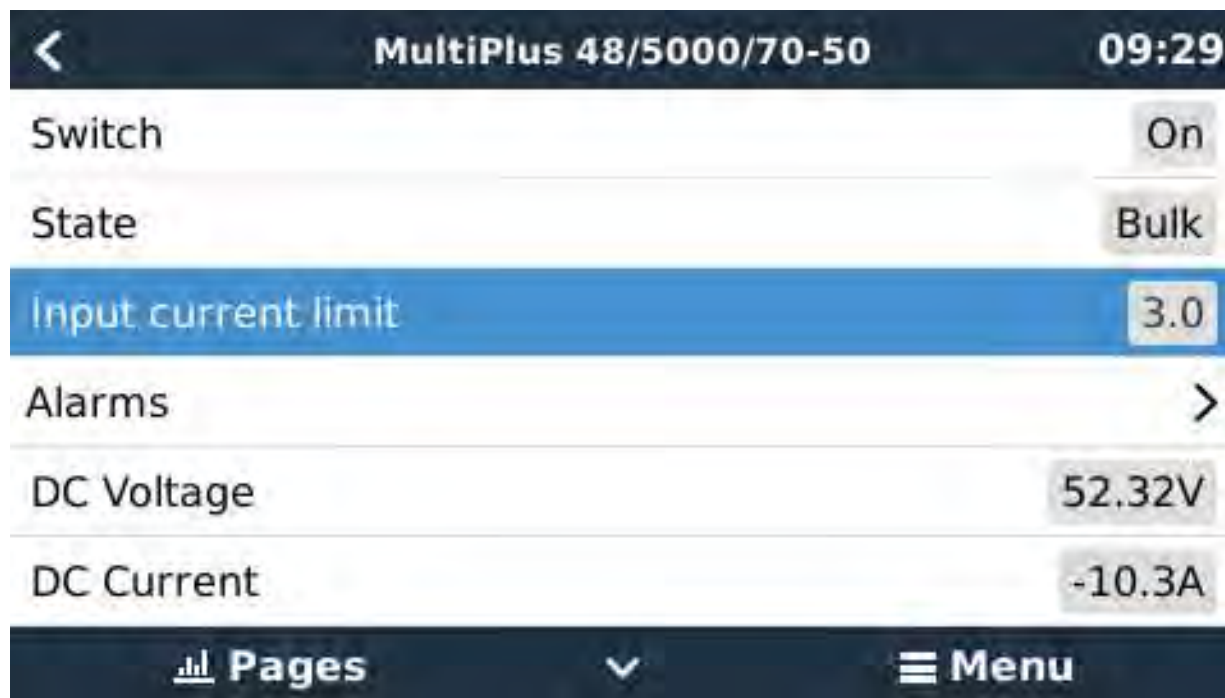 MultiPlus 48/5000/70-50 09:29
Switch On
State Bulk
Input current limit 3.0
Alarms
DC Voltage 52.32V
DC Current -10.3A
Pages Menu